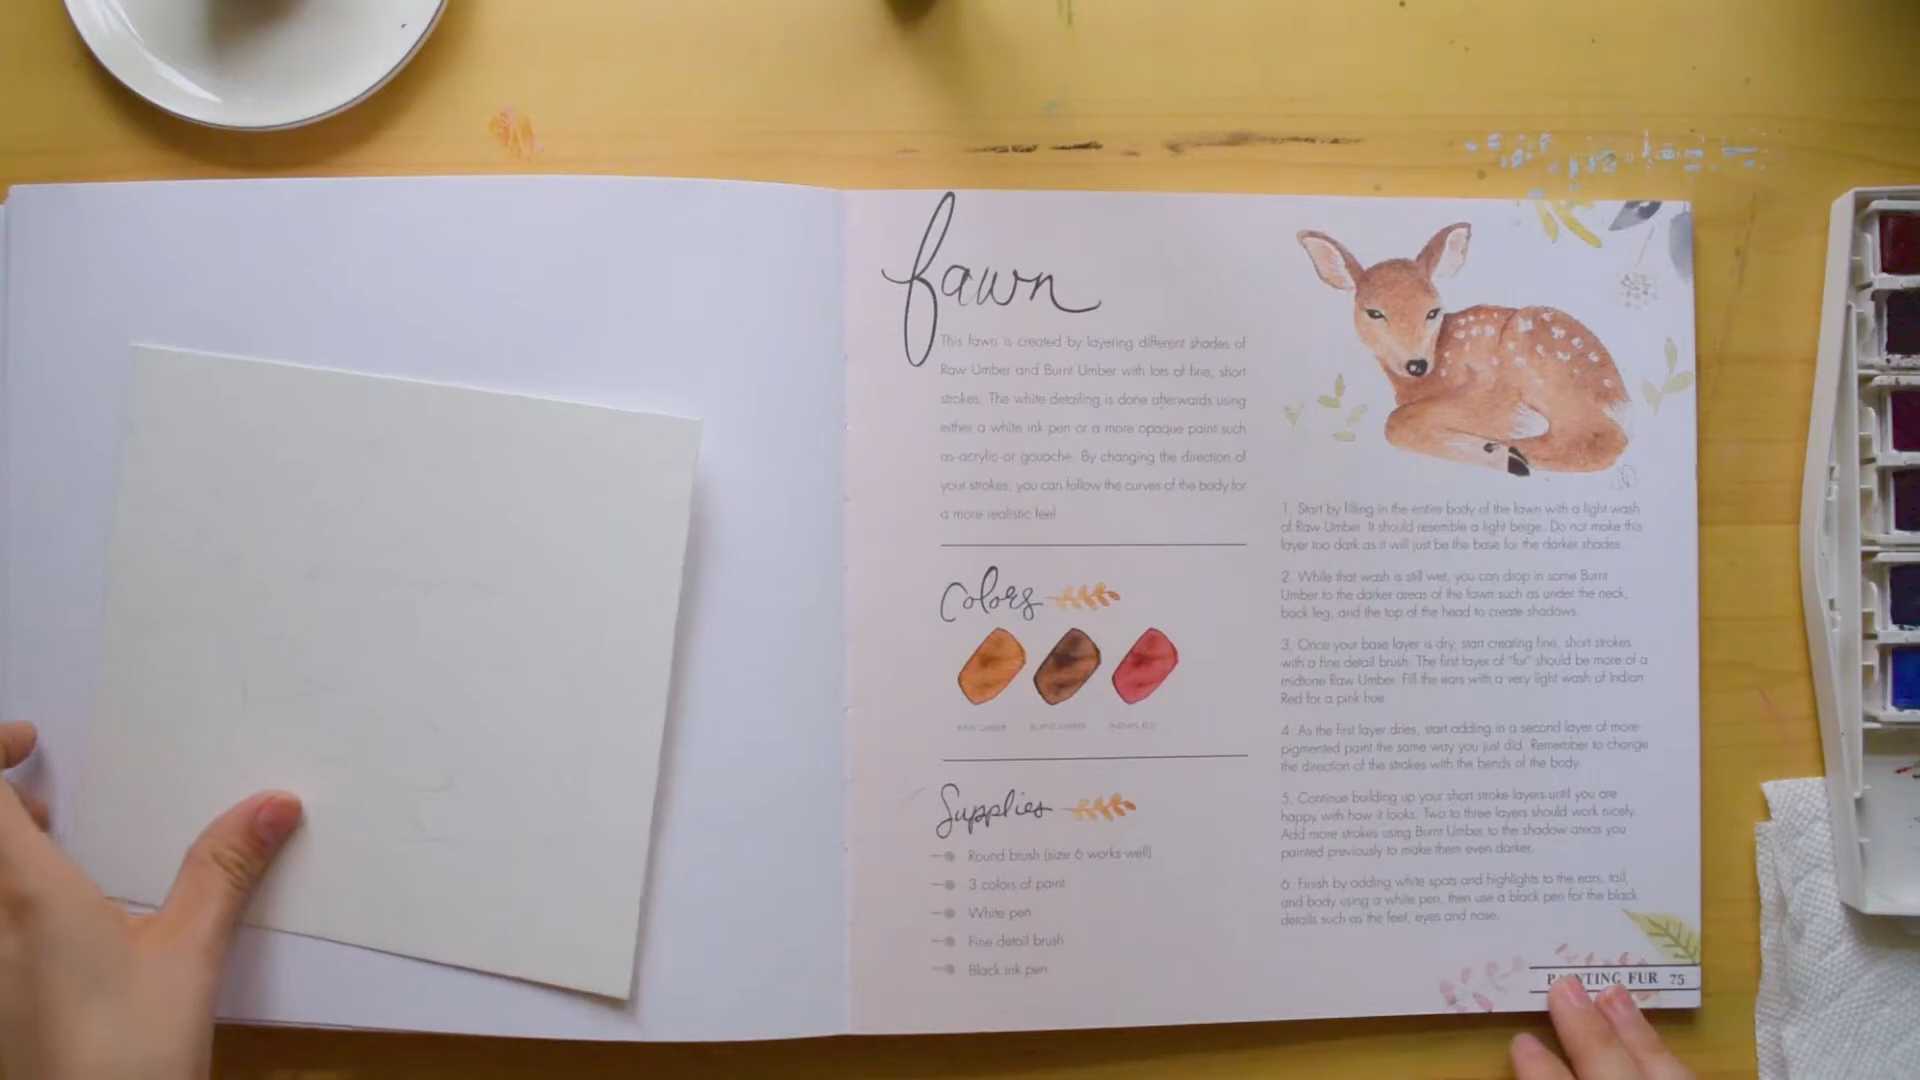 fawn
This fawn is created by layering different shades of
Raw Umber and Burnt Umber with lots of fine, short
strokes. The white detailing is done afterwards using
either a white ink pen or a more opaque paint such
as acrylic or gouache. By changing the direction of
your strokes, you can follow the curves of the body for
a more realistic feel
Colors
RAW UMBER BURNT UMBER INDIAN RED
Supplies
Round brush (size 6 works well)
3 colors of paint
White pen
Fine detail brush
Black ink pen
1. Start by filling in the entire body of the fawn with a light wash
of Raw Umber. It should resemble a light beige. Do not make this
layer too dark as it will just be the base for the darker shades.
2. While that wash is still wet, you can drop in some Burnt
Umber to the darker areas of the fawn such as under the neck,
back leg, and the top of the head to create shadows.
3. Once your base layer is dry, start creating fine, short strokes
with a fine detail brush. The first layer of "fur" should be more of a
midtone Raw Umber. Fill the ears with a very light wash of Indian
Red for a pink hue.
4. As the first layer dries, start adding in a second layer of more
pigmented paint the same way you just did. Remember to change
the direction of the strokes with the bends of the body.
5. Continue building up your short stroke layers until you are
happy with how it looks. Two to three layers should work nicely.
Add more strokes using Burnt Umber to the shadow areas you
painted previously to make them even darker.
6. Finish by adding white spots and highlights to the ears, tail,
and body using a white pen, then use a black pen for the black
details such as the feet, eyes and nose.
PAINTING FUR 75